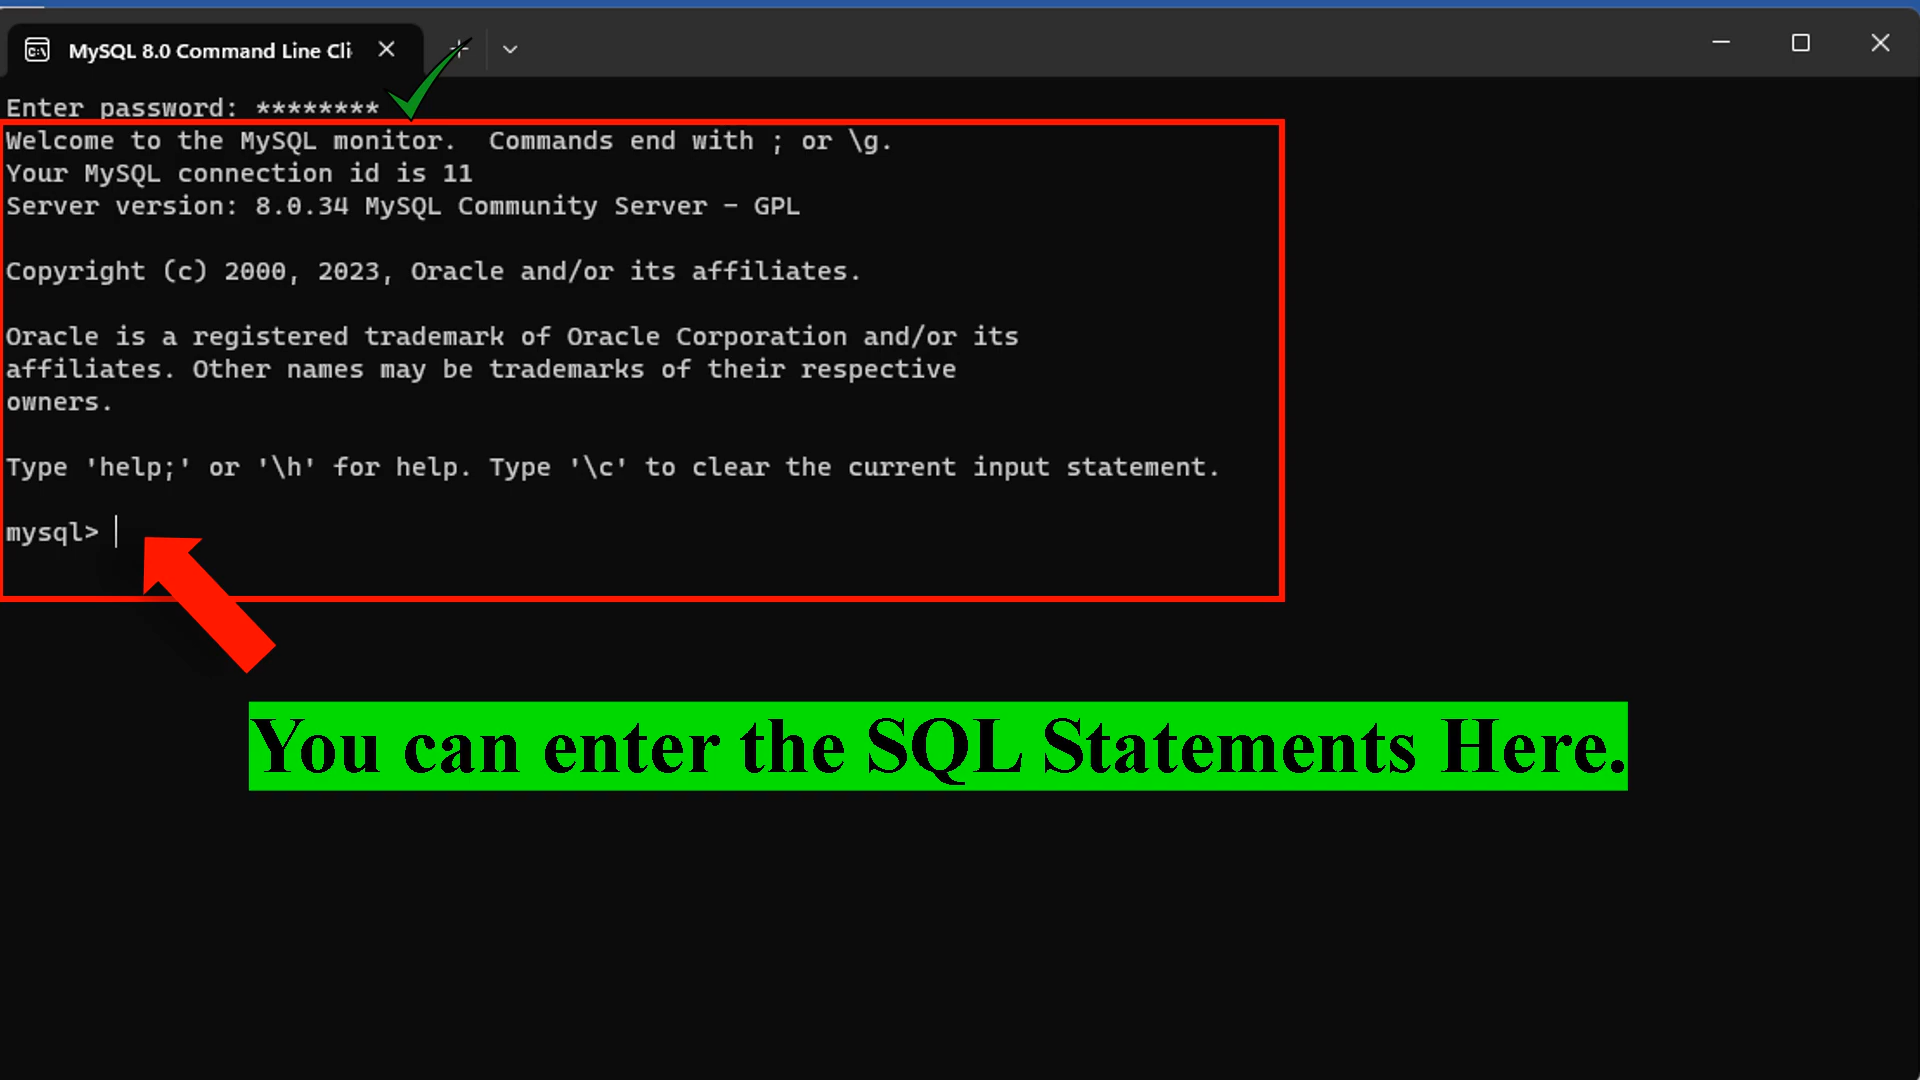 MySQL 8.0 Command Line Cli
Enter password: ********
Welcome to the MySQL monitor.  Commands end with ; or \g.
Your MySQL connection id is 11
Server version: 8.0.34 MySQL Community Server - GPL
Copyright (c) 2000, 2023, Oracle and/or its affiliates.
Oracle is a registered trademark of Oracle Corporation and/or its
affiliates. Other names may be trademarks of their respective
owners.
Type 'help;' or '\h' for help. Type '\c' to clear the current input statement.
mysql>
You can enter the SQL Statements Here.